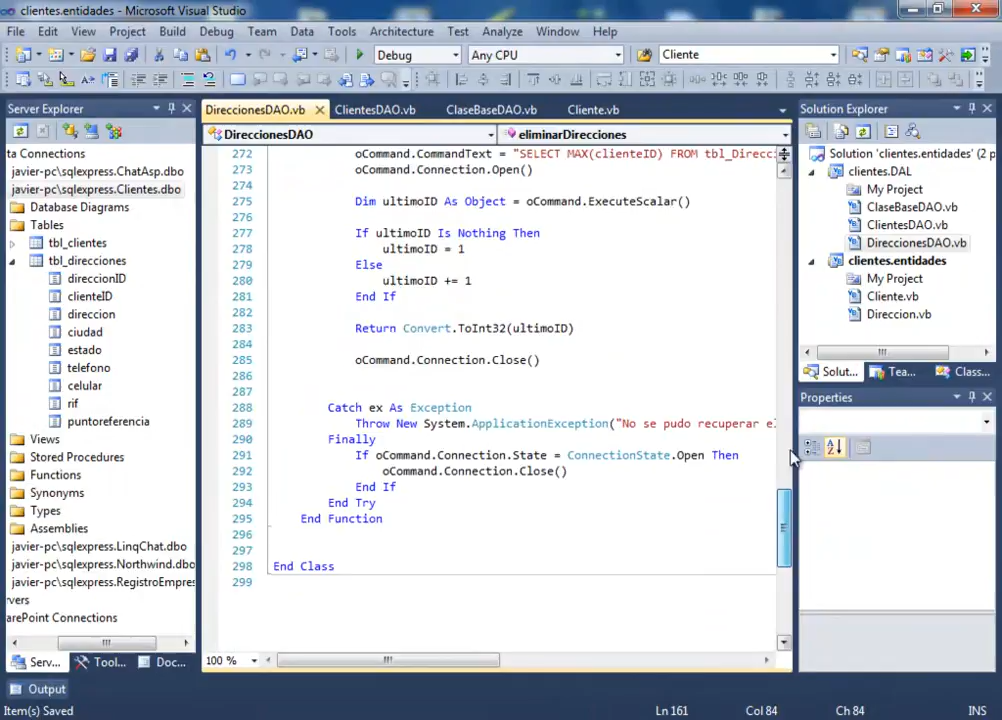 clientes.entidades - Microsoft Visual Studio
File Edit View Project Build Debug Team Data Tools Architecture Test Analyze Window Help
Debug Any CPU Cliente
Server Explorer
ta Connections
javier-pc\sqlexpress.ChatAsp.dbo
javier-pc\sqlexpress.Clientes.dbo
Database Diagrams
Tables
tbl_clientes
tbl_direcciones
direccionID
clienteID
direccion
ciudad
estado
telefono
celular
rif
puntoreferencia
Views
Stored Procedures
Functions
Synonyms
Types
Assemblies
javier-pc\sqlexpress.LinqChat.dbo
javier-pc\sqlexpress.Northwind.dbo
javier-pc\sqlexpress.RegistroEmpres
rvers
arePoint Connections
Serv... Tool... Doc...
DireccionesDAO.vb ClientesDAO.vb ClaseBaseDAO.vb Cliente.vb
DireccionesDAO eliminarDirecciones
272 oCommand.CommandText = "SELECT MAX(clienteID) FROM tbl_Direcci
273 oCommand.Connection.Open()
274
275 Dim ultimoID As Object = oCommand.ExecuteScalar()
276
277 If ultimoID Is Nothing Then
278 ultimoID = 1
279 Else
280 ultimoID += 1
281 End If
282
283 Return Convert.ToInt32(ultimoID)
284
285 oCommand.Connection.Close()
286
287
288 Catch ex As Exception
289 Throw New System.ApplicationException("No se pudo recuperar el
290 Finally
291 If oCommand.Connection.State = ConnectionState.Open Then
292 oCommand.Connection.Close()
293 End If
294 End Try
295 End Function
296
297
298 End Class
299
100 %
Solution Explorer
Solution 'clientes.entidades' (2 p
clientes.DAL
My Project
ClaseBaseDAO.vb
ClientesDAO.vb
DireccionesDAO.vb
clientes.entidades
My Project
Cliente.vb
Direccion.vb
Solut... Tea... Class...
Properties
Output
Item(s) Saved Ln 161 Col 84 Ch 84 INS